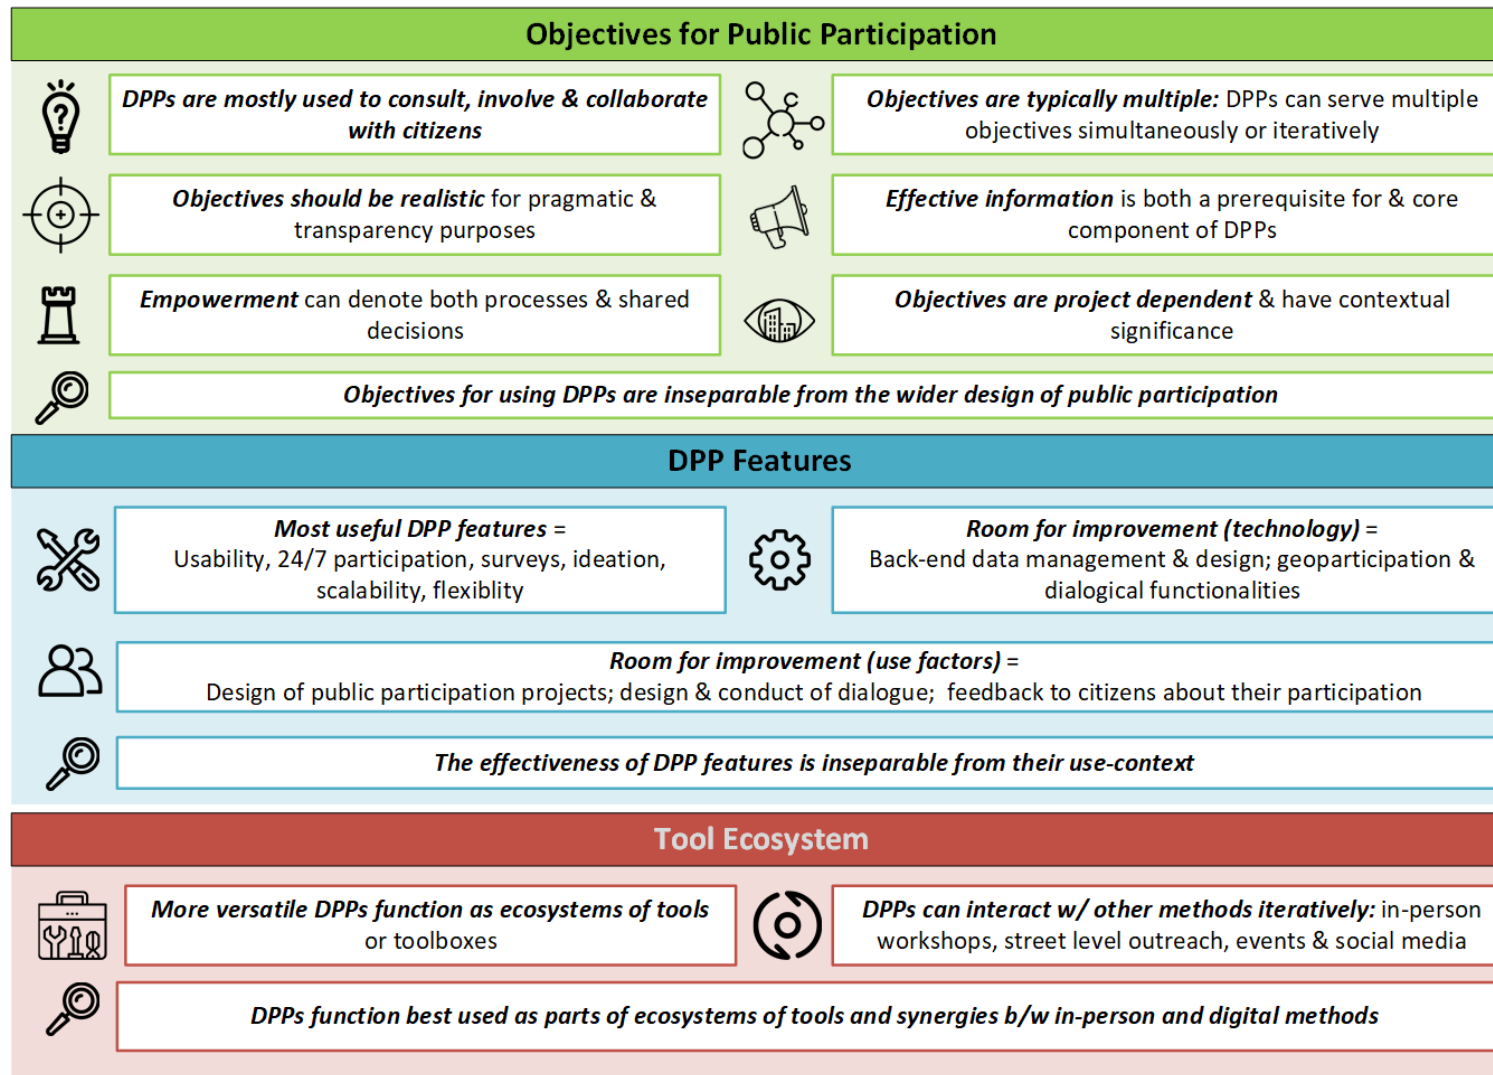 Objectives for Public Participation
DPPs are mostly used to consult, involve & collaborate
with citizens
Objectives are typically multiple: DPPs can serve multiple
objectives simultaneously or iteratively
Objectives should be realistic for pragmatic &
transparency purposes
Effective information is both a prerequisite for & core
component of DPPs
Empowerment can denote both processes & shared
decisions
Objectives are project dependent & have contextual
significance
Objectives for using DPPs are inseparable from the wider design of public participation
DPP Features
Most useful DPP features =
Usability, 24/7 participation, surveys, ideation,
scalability, flexiblity
Room for improvement (technology) =
Back-end data management & design; geoparticipation &
dialogical functionalities
Room for improvement (use factors) =
Design of public participation projects; design & conduct of dialogue; feedback to citizens about their participation
The effectiveness of DPP features is inseparable from their use-context
Tool Ecosystem
More versatile DPPs function as ecosystems of tools
or toolboxes
DPPs can interact w/ other methods iteratively: in-person
workshops, street level outreach, events & social media
DPPs function best used as parts of ecosystems of tools and synergies b/w in-person and digital methods